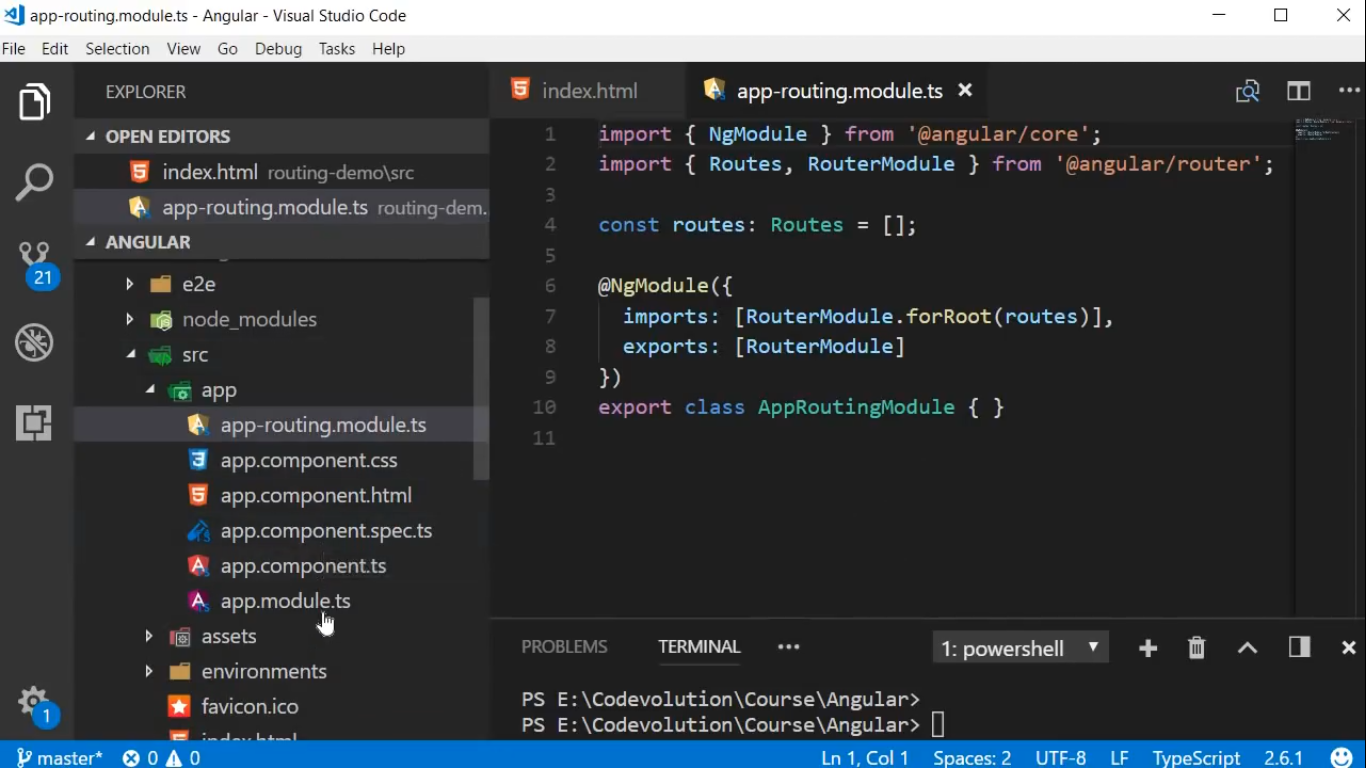 app-routing.module.ts - Angular - Visual Studio Code
File Edit Selection View Go Debug Tasks Help
EXPLORER
OPEN EDITORS
index.html routing-demo\src
app-routing.module.ts routing-dem.
ANGULAR
e2e
node_modules
src
app
app-routing.module.ts
app.component.css
app.component.html
app.component.spec.ts
app.component.ts
app.module.ts
assets
environments
favicon.ico
index.html
21
1
index.html app-routing.module.ts
1 import { NgModule } from '@angular/core';
2 import { Routes, RouterModule } from '@angular/router';
3
4 const routes: Routes = [];
5
6 @NgModule({
7 imports: [RouterModule.forRoot(routes)],
8 exports: [RouterModule]
9 })
10 export class AppRoutingModule { }
11
PROBLEMS TERMINAL ••• 1: powershell
PS E:\Codevolution\Course\Angular>
PS E:\Codevolution\Course\Angular>
master* 0 0 Ln 1, Col 1 Spaces: 2 UTF-8 LF TypeScript 2.6.1